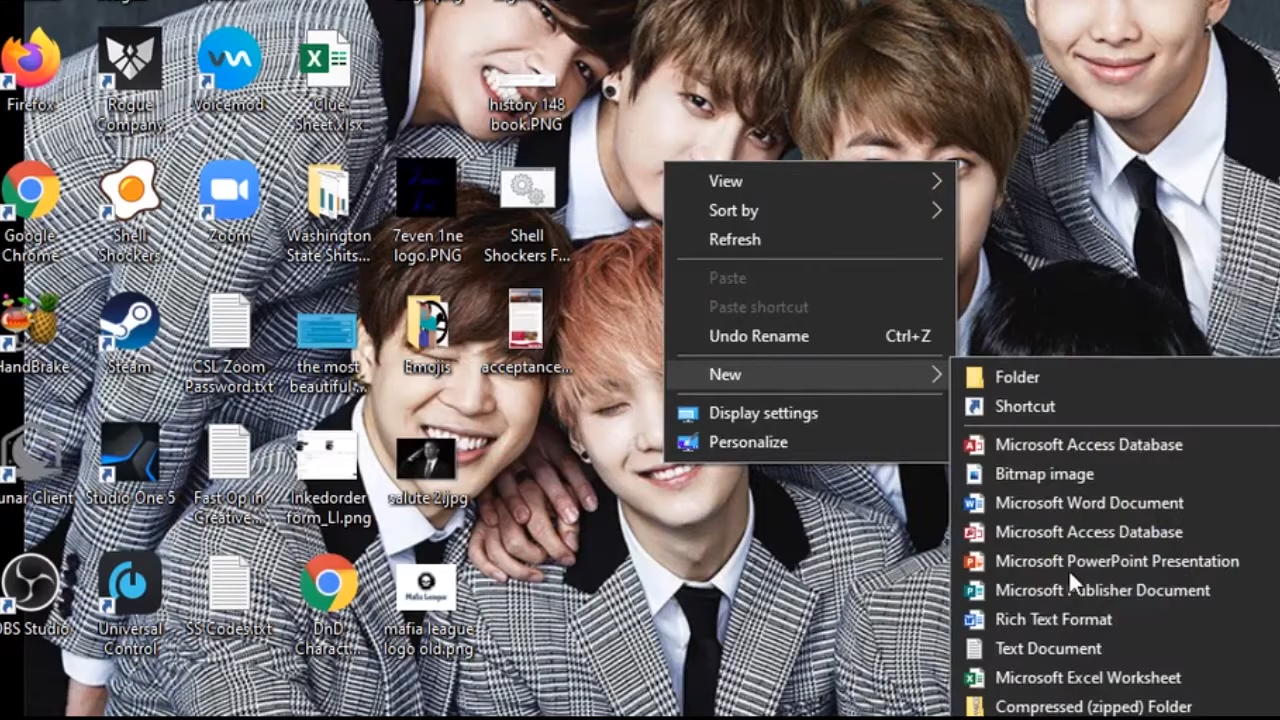 Firefox
Rogue
Company
Voicemod
Clue
Sheet.xlsx
history 148
book.PNG
Google
Chrome
Shell
Shockers
Zoom
Washington
State Shits...
7even 1ne
logo.PNG
Shell
Shockers F...
HandBrake
Steam
CSL Zoom
Password.txt
the most
beautiful...
Emojis
acceptance...
unar Client
Studio One 5
Fast Op in
Creative...
Inkedorder
form_LI.png
salute 2.jpg
OBS Studio
Universal
Control
SS Codes.txt
DnD
Charact...
Mafia League
mafia league
logo old.png
View
Sort by
Refresh
Paste
Paste shortcut
Undo Rename Ctrl+Z
New
Display settings
Personalize
Folder
Shortcut
Microsoft Access Database
Bitmap image
Microsoft Word Document
Microsoft Access Database
Microsoft PowerPoint Presentation
Microsoft Publisher Document
Rich Text Format
Text Document
Microsoft Excel Worksheet
Compressed (zipped) Folder